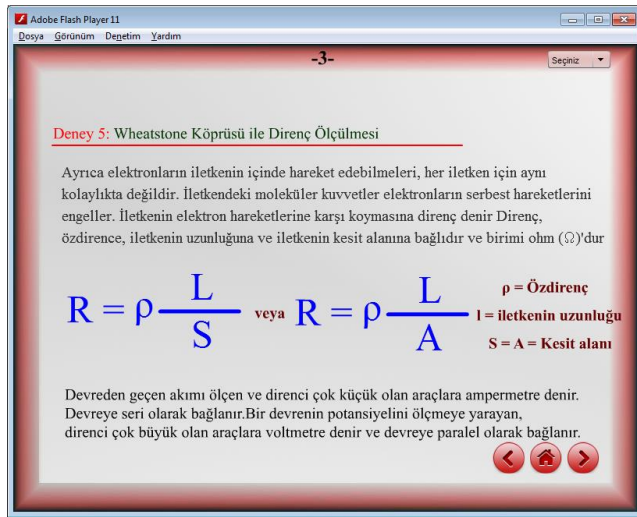 Adobe Flash Player 11
Dosya Görünüm Denetim Yardım
-3-
Seçiniz
Deney 5: Wheatstone Köprüsü ile Direnç Ölçülmesi
Ayrıca elektronların iletkenin içinde hareket edebilmeleri, her iletken için aynı
kolaylıkta değildir. İletkendeki moleküler kuvvetler elektronların serbest hareketlerini
engeller. İletkenin elektron hareketlerine karşı koymasına direnç denir Direnç,
özdirence, iletkenin uzunluğuna ve iletkenin kesit alanına bağlıdır ve birimi ohm (Ω)'dur
R = ρ L/S veya R = ρ L/A
ρ = Özdirenç
l = iletkenin uzunluğu
S = A = Kesit alanı
Devreden geçen akımı ölçen ve direnci çok küçük olan araçlara ampermetre denir.
Devreye seri olarak bağlanır.Bir devrenin potansiyelini ölçmeye yarayan,
direnci çok büyük olan araçlara voltmetre denir ve devreye paralel olarak bağlanır.